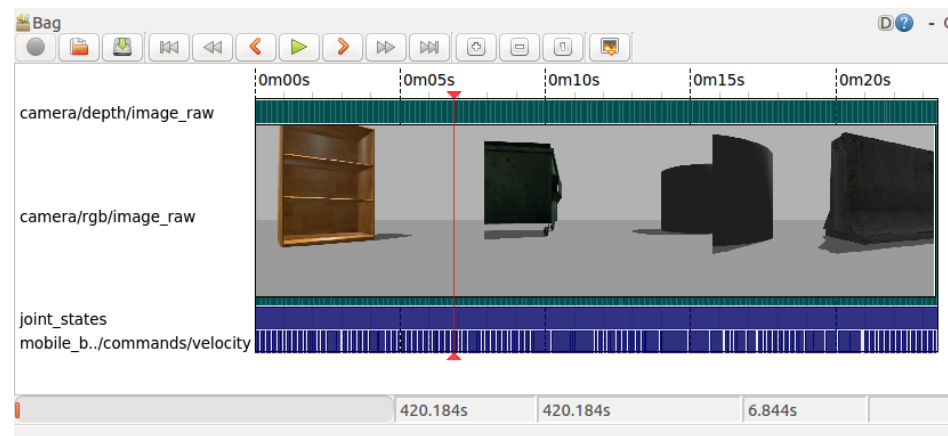 Bag
D
?
-
0m00s 0m05s 0m10s 0m15s 0m20s
camera/depth/image_raw
camera/rgb/image_raw
joint_states
mobile_b../commands/velocity
420.184s 420.184s 6.844s